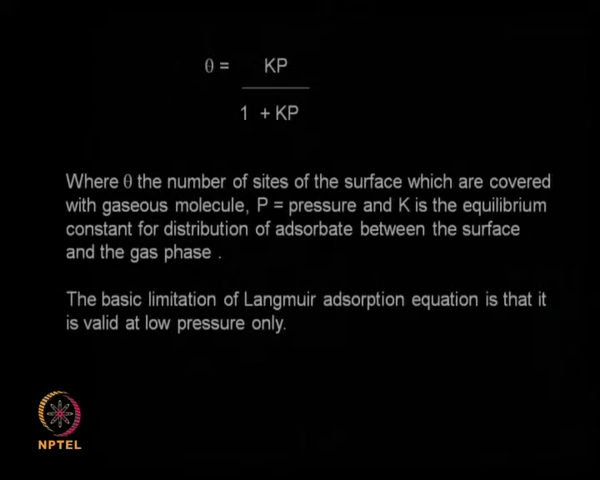 θ = KP
1 + KP
Where θ the number of sites of the surface which are covered
with gaseous molecule, P = pressure and K is the equilibrium
constant for distribution of adsorbate between the surface
and the gas phase .
The basic limitation of Langmuir adsorption equation is that it
is valid at low pressure only.
NPTEL